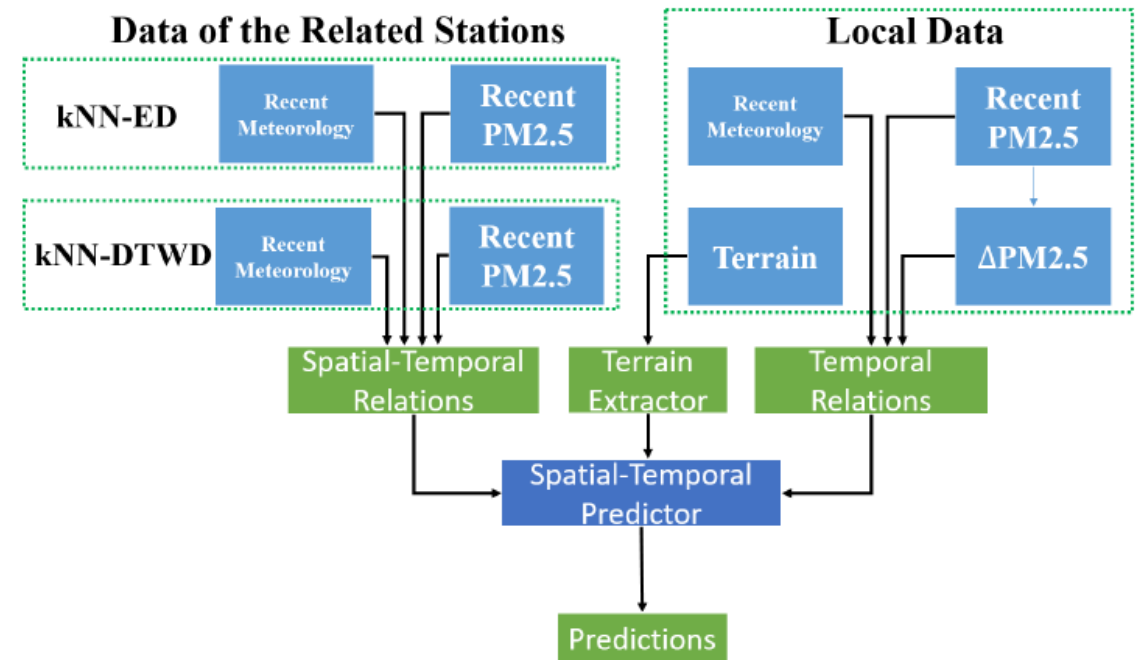 Data of the Related Stations
kNN-ED
Recent
Meteorology
Recent
PM2.5
kNN-DTWD
Recent
Meteorology
Recent
PM2.5
Local Data
Recent
Meteorology
Recent
PM2.5
Terrain
ΔPM2.5
Spatial-Temporal
Relations
Terrain
Extractor
Temporal
Relations
Spatial-Temporal
Predictor
Predictions